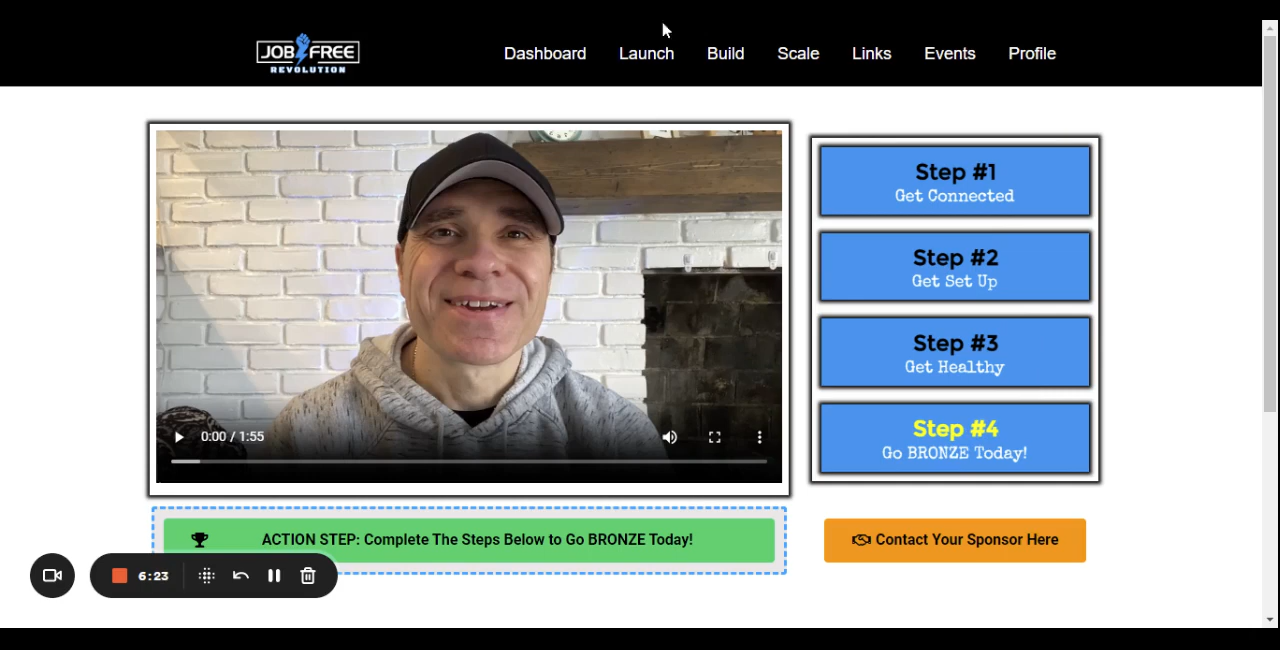 JOB FREE
REVOLUTION
Dashboard Launch Build Scale Links Events Profile
Step #1
Get Connected
Step #2
Get Set Up
Step #3
Get Healthy
Step #4
Go BRONZE Today!
0:00 / 1:55
ACTION STEP: Complete The Steps Below to Go BRONZE Today!
Contact Your Sponsor Here
6:23